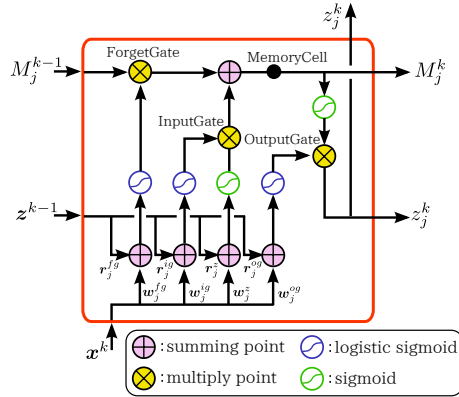 z_j^k
ForgetGate
M_j^{k-1}
MemoryCell
M_j^k
InputGate
OutputGate
z^{k-1}
z_j^k
r_j^{fg} r_j^{ig} r_j^z r_j^{og}
w_j^{fg} w_j^{ig} w_j^z w_j^{og}
x^k
: summing point : logistic sigmoid
: multiply point : sigmoid